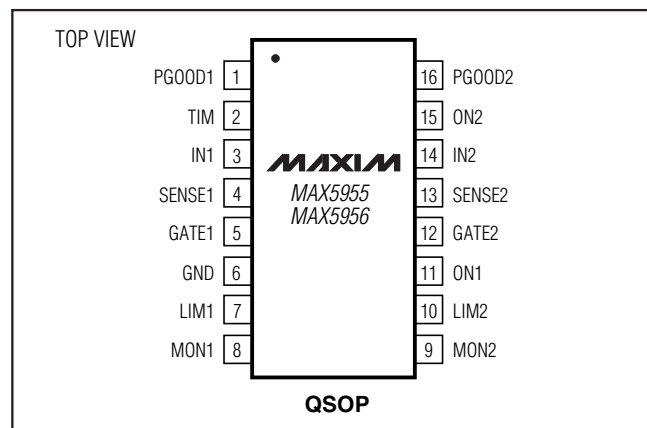 TOP VIEW
PGOOD1 1 16 PGOOD2
TIM 2 15 ON2
IN1 3 14 IN2
MAXIM
SENSE1 4 13 SENSE2
MAX5955
MAX5956
GATE1 5 12 GATE2
GND 6 11 ON1
LIM1 7 10 LIM2
MON1 8 9 MON2
QSOP